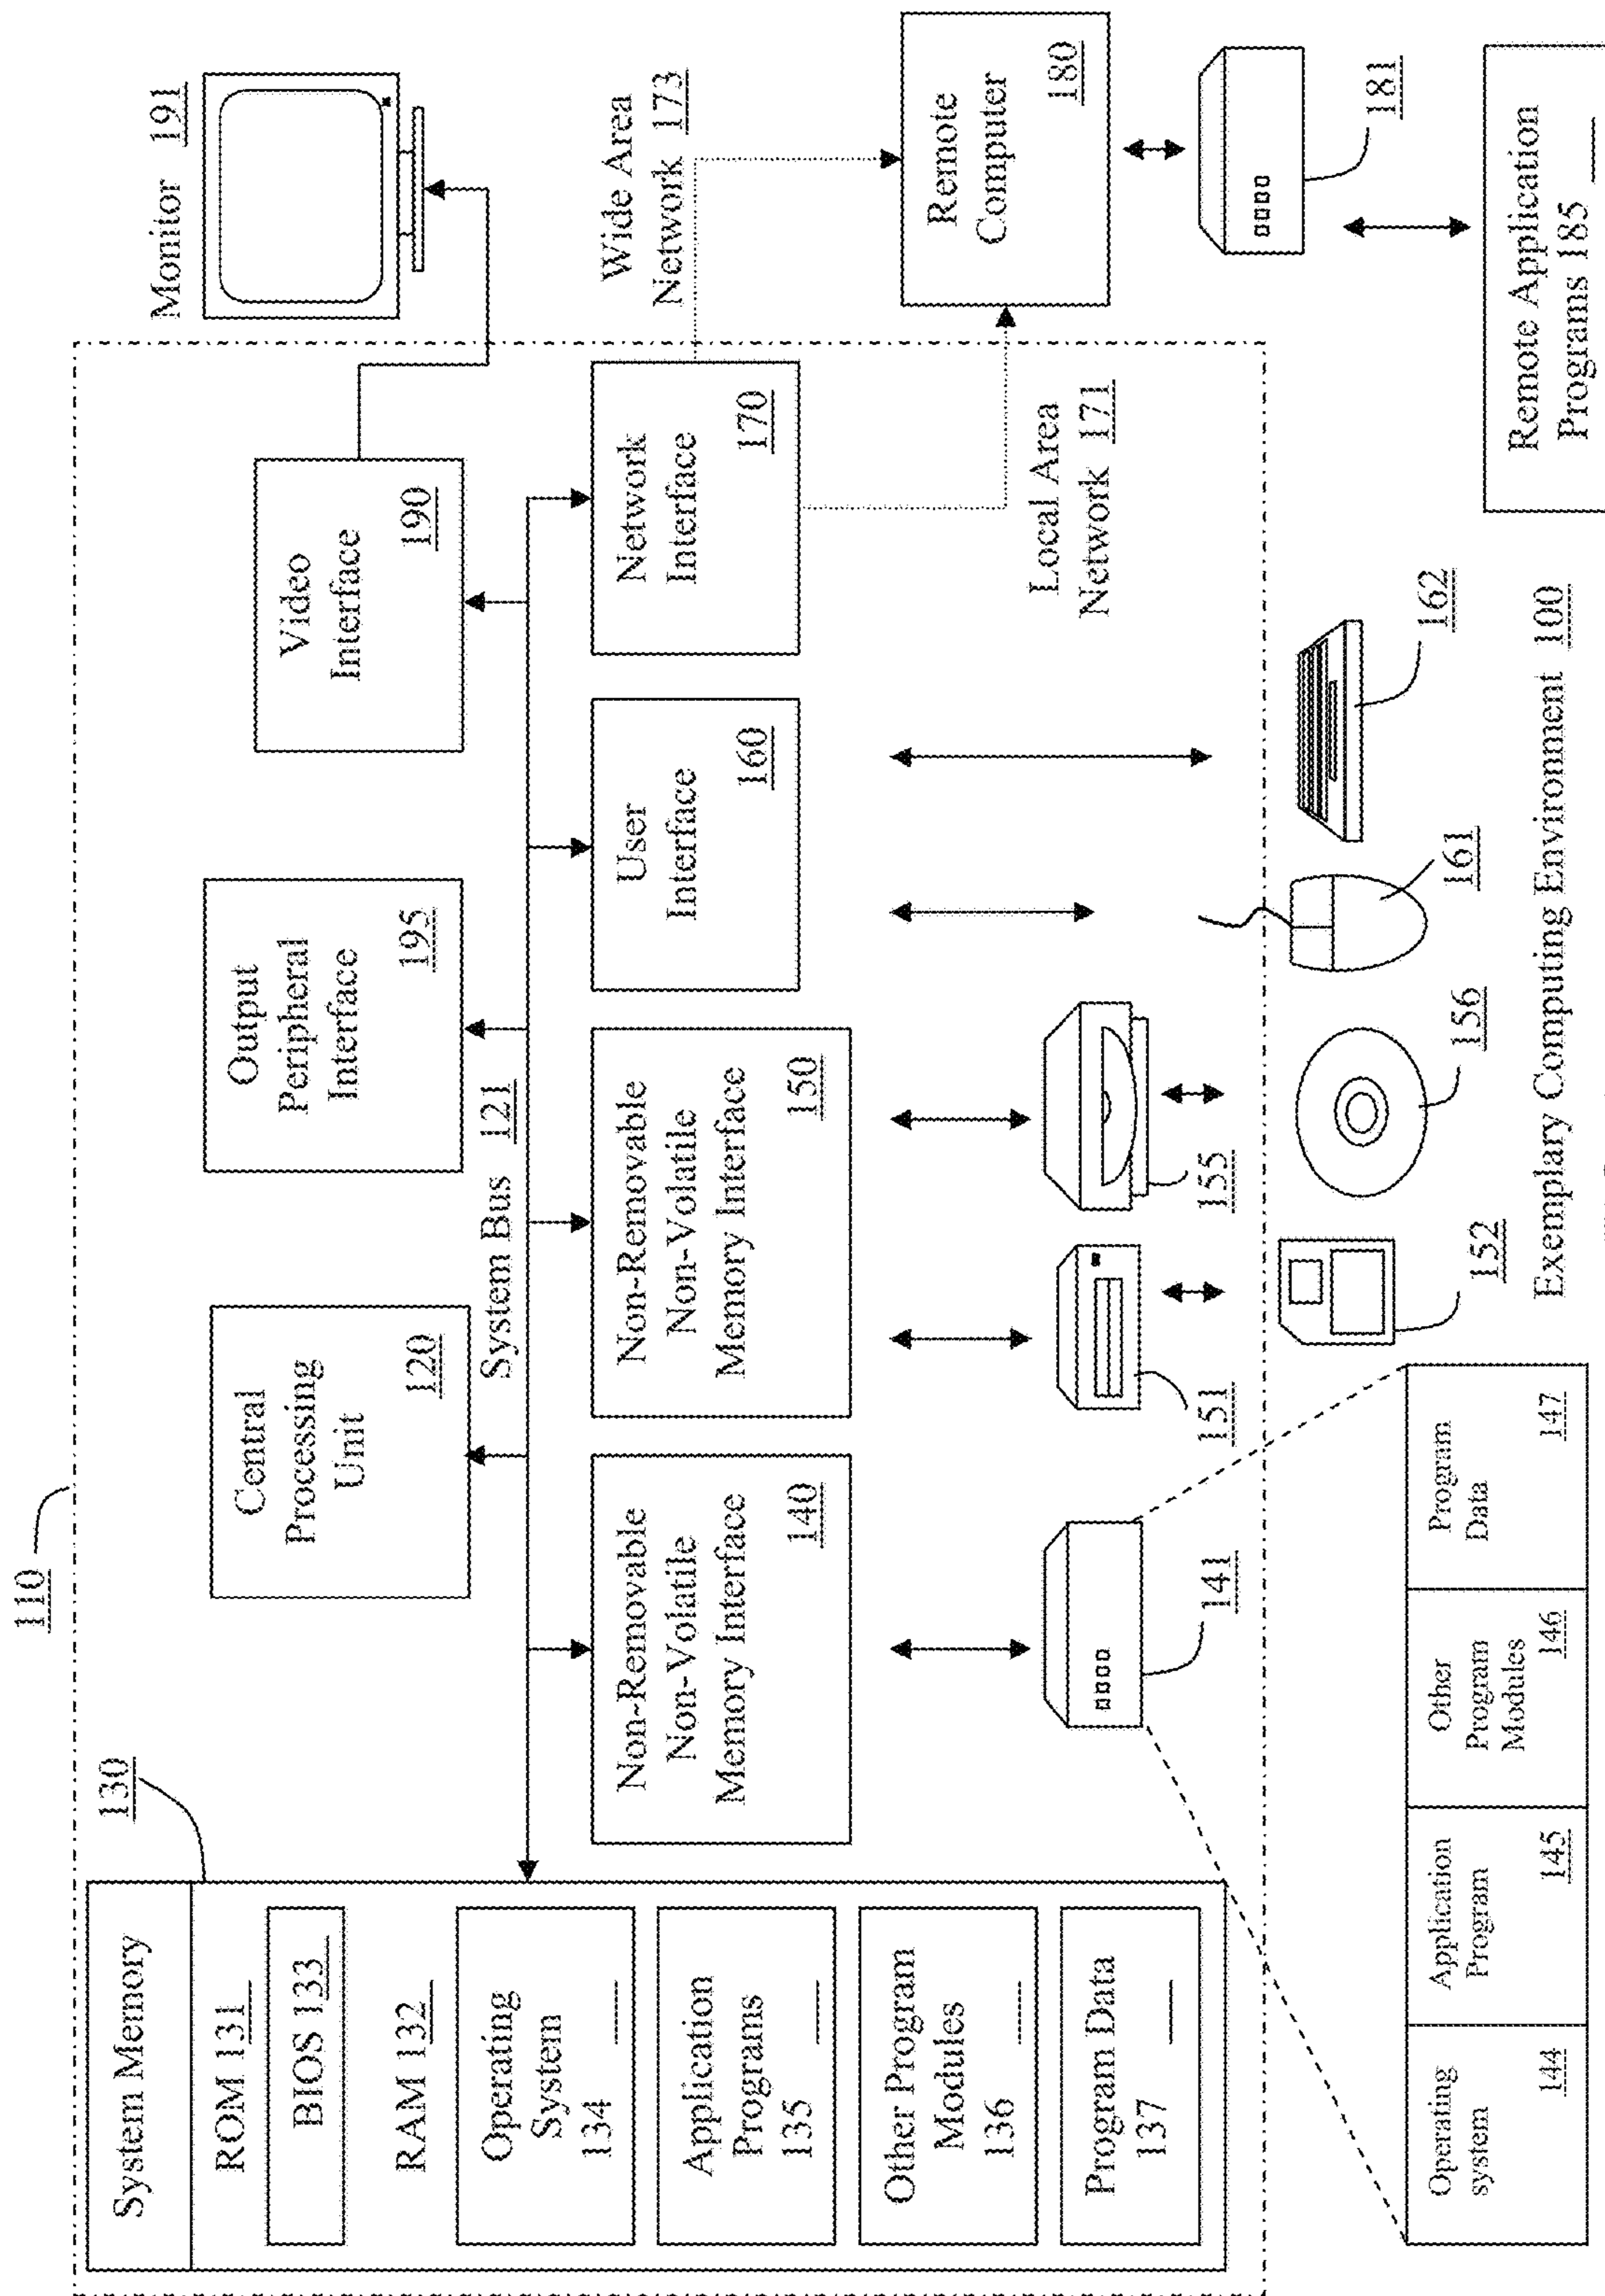 110
System Memory
130
ROM 131
BIOS 133
RAM 132
Operating
System
134
Application
Programs
135
Other Program
Modules
136
Program Data
137
Central
Processing
Unit
120
Output
Peripheral
Interface
195
Video
Interface
190
Monitor 191
System Bus 121
Non-Removable
Non-Volatile
Memory Interface
140
Non-Removable
Non-Volatile
Memory Interface
150
User
Interface
160
Network
Interface
170
Wide Area
Network 173
Local Area
Network 171
Remote
Computer
180
181
Remote Application
Programs 185
141
151
155
152
156
161
162
Operating
system
144
Application
Program
145
Other
Program
Modules
146
Program
Data
147
Exemplary Computing Environment 100